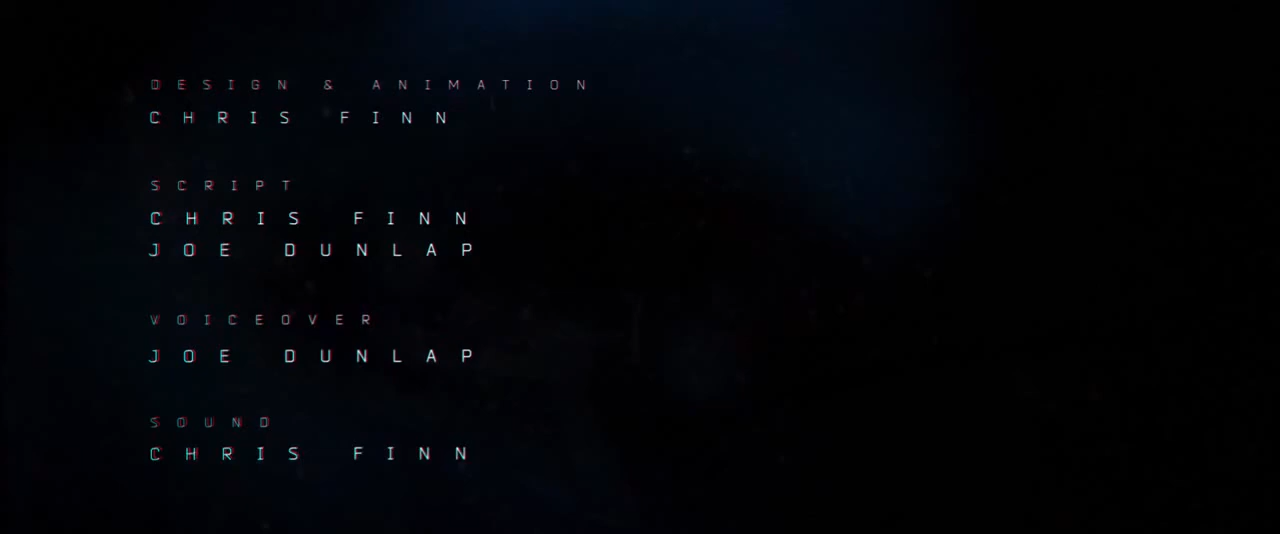 DESIGN & ANIMATION
CHRIS FINN
SCRIPT
CHRIS FINN
JOE DUNLAP
VOICEOVER
JOE DUNLAP
SOUND
CHRIS FINN